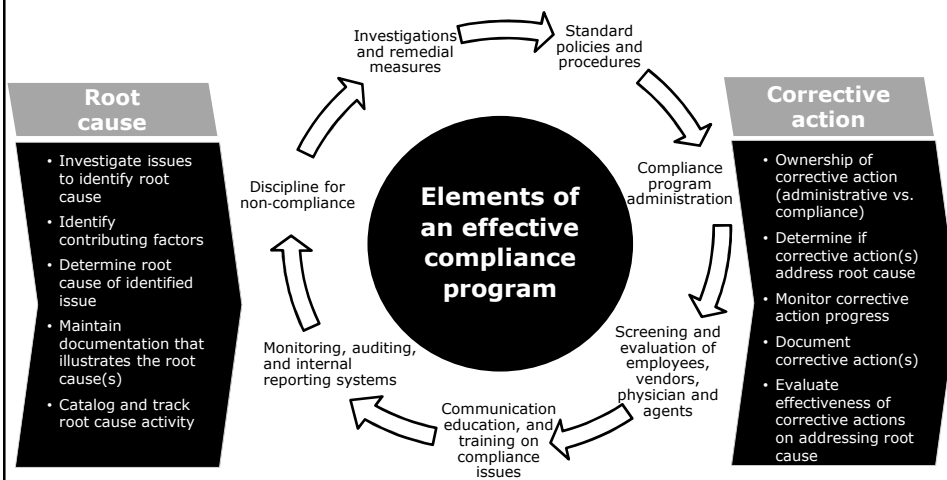 Root
cause
• Investigate issues
to identify root
cause
• Identify
contributing factors
• Determine root
cause of identified
issue
• Maintain
documentation that
illustrates the root
cause(s)
• Catalog and track
root cause activity
Investigations
and remedial
measures
Standard
policies and
procedures
Compliance
program
administration
Screening and
evaluation of
employees,
vendors,
physician and
agents
Communication
education, and
training on
compliance
issues
Monitoring, auditing,
and internal
reporting systems
Discipline for
non-compliance
Elements of
an effective
compliance
program
Corrective
action
• Ownership of
corrective action
(administrative vs.
compliance)
• Determine if
corrective action(s)
address root cause
• Monitor corrective
action progress
• Document
corrective action(s)
• Evaluate
effectiveness of
corrective actions
on addressing root
cause